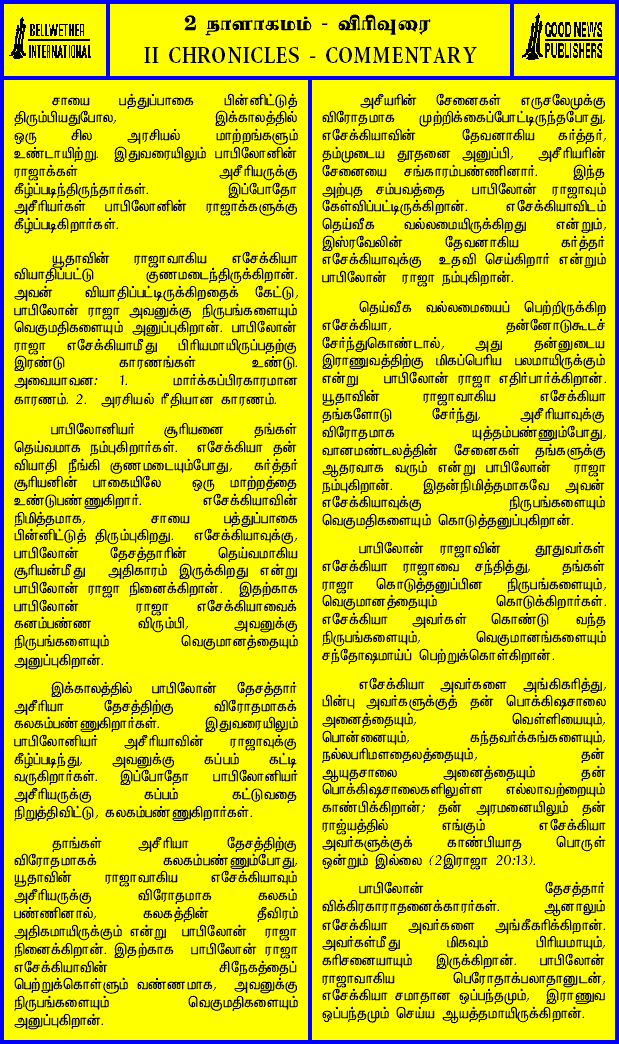 BELLWETHER
INTERNATIONAL
2 நாளாகமம் - விரிவுரை
II CHRONICLES - COMMENTARY
GOOD NEWS
PUBLISHERS
சாயை பத்துப்பாகை பின்னிட்டுத்
திரும்பியதுபோல, இக்காலத்தில்
ஒரு சில அரசியல் மாற்றங்களும்
உண்டாயிற்று. இதுவரையிலும் பாபிலோனின்
ராஜாக்கள் அசீரியருக்கு
கீழ்ப்படிந்திருந்தார்கள். இப்போதோ
அசீரியர்கள் பாபிலோனின் ராஜாக்களுக்கு
கீழ்ப்படிகிறார்கள்.
யூதாவின் ராஜாவாகிய எசேக்கியா
வியாதிப்பட்டு குணமடைந்திருக்கிறான்.
அவன் வியாதிப்பட்டிருக்கிறதைக் கேட்டு,
பாபிலோன் ராஜா அவனுக்கு நிருபங்களையும்
வெகுமதிகளையும் அனுப்புகிறான். பாபிலோன்
ராஜா எசேக்கியாமீது பிரியமாயிருப்பதற்கு
இரண்டு காரணங்கள் உண்டு.
அவையாவன: 1. மார்க்கப்பிரகாரமான
காரணம். 2. அரசியல் ரீதியான காரணம்.
பாபிலோனியர் சூரியனை தங்கள்
தெய்வமாக நம்புகிறார்கள். எசேக்கியா தன்
வியாதி நீங்கி குணமடையும்போது, கர்த்தர்
சூரியனின் பாகையிலே ஒரு மாற்றத்தை
உண்டுபண்ணுகிறார். எசேக்கியாவின்
நிமித்தமாக, சாயை பத்துப்பாகை
பின்னிட்டுத் திரும்புகிறது. எசேக்கியாவுக்கு,
பாபிலோன் தேசத்தாரின் தெய்வமாகிய
சூரியன்மீது அதிகாரம் இருக்கிறது என்று
பாபிலோன் ராஜா நினைக்கிறான். இதற்காக
பாபிலோன் ராஜா எசேக்கியாவைக்
கனம்பண்ண விரும்பி, அவனுக்கு
நிருபங்களையும் வெகுமானத்தையும்
அனுப்புகிறான்.
இக்காலத்தில் பாபிலோன் தேசத்தார்
அசீரியா தேசத்திற்கு விரோதமாகக்
கலகம்பண்ணுகிறார்கள். இதுவரையிலும்
பாபிலோனியர் அசீரியாவின் ராஜாவுக்கு
கீழ்ப்படிந்து, அவனுக்கு கப்பம் கட்டி
வருகிறார்கள். இப்போதோ பாபிலோனியர்
அசீரியருக்கு கப்பம் கட்டுவதை
நிறுத்திவிட்டு, கலகம்பண்ணுகிறார்கள்.
தாங்கள் அசீரியா தேசத்திற்கு
விரோதமாகக் கலகம்பண்ணும்போது,
யூதாவின் ராஜாவாகிய எசேக்கியாவும்
அசீரியருக்கு விரோதமாக கலகம்
பண்ணினால், கலகத்தின் தீவிரம்
அதிகமாயிருக்கும் என்று பாபிலோன் ராஜா
நினைக்கிறான். இதற்காக பாபிலோன் ராஜா
எசேக்கியாவின் சிநேகத்தைப்
பெற்றுக்கொள்ளும் வண்ணமாக, அவனுக்கு
நிருபங்களையும் வெகுமதிகளையும்
அனுப்புகிறான்.
அசீயரின் சேனைகள் எருசலேமுக்கு
விரோதமாக முற்றிக்கைப்போட்டிருந்தபோது,
எசேக்கியாவின் தேவனாகிய கர்த்தர்,
தம்முடைய தூதனை அனுப்பி, அசீரியரின்
சேனையை சங்காரம்பண்ணினார். இந்த
அற்புத சம்பவத்தை பாபிலோன் ராஜாவும்
கேள்விப்பட்டிருக்கிறான். எசேக்கியாவிடம்
தெய்வீக வல்லமையிருக்கிறது என்றும்,
இஸ்ரவேலின் தேவனாகிய கர்த்தர்
எசேக்கியாவுக்கு உதவி செய்கிறார் என்றும்
பாபிலோன் ராஜா நம்புகிறான்.
தெய்வீக வல்லமையைப் பெற்றிருக்கிற
எசேக்கியா, தன்னோடுகூடச்
சேர்ந்துகொண்டால், அது தன்னுடைய
இராணுவத்திற்கு மிகப்பெரிய பலமாயிருக்கும்
என்று பாபிலோன் ராஜா எதிர்பார்க்கிறான்.
யூதாவின் ராஜாவாகிய எசேக்கியா
தங்களோடு சேர்ந்து, அசீரியாவுக்கு
விரோதமாக யுத்தம்பண்ணும்போது,
வானமண்டலத்தின் சேனைகள் தங்களுக்கு
ஆதரவாக வரும் என்று பாபிலோன் ராஜா
நம்புகிறான். இதன்நிமித்தமாகவே அவன்
எசேக்கியாவுக்கு நிருபங்களையும்
வெகுமதிகளையும் கொடுத்தனுப்புகிறான்.
பாபிலோன் ராஜாவின் தூதுவர்கள்
எசேக்கியா ராஜாவை சந்தித்து, தங்கள்
ராஜா கொடுத்தனுப்பின நிருபங்களையும்,
வெகுமானத்தையும் கொடுக்கிறார்கள்.
எசேக்கியா அவர்கள் கொண்டு வந்த
நிருபங்களையும், வெகுமானங்களையும்
சந்தோஷமாய்ப் பெற்றுக்கொள்கிறான்.
எசேக்கியா அவர்களை அங்கிகரித்து,
பின்பு அவர்களுக்குத் தன் பொக்கிஷசாலை
அனைத்தையும், வெள்ளியையும்,
பொன்னையும், கந்தவர்க்கங்களையும்,
நல்லபரிமளதைலத்தையும், தன்
ஆயுதசாலை அனைத்தையும் தன்
பொக்கிஷசாலைகளிலுள்ள எல்லாவற்றையும்
காண்பிக்கிறான்; தன் அரமனையிலும் தன்
ராஜ்யத்தில் எங்கும் எசேக்கியா
அவர்களுக்குக் காண்பியாத பொருள்
ஒன்றும் இல்லை (2இராஜா 20:13).
பாபிலோன் தேசத்தார்
விக்கிரகாராதனைக்காரர்கள். ஆனாலும்
எசேக்கியா அவர்களை அங்கீகரிக்கிறான்.
அவர்கள்மீது மிகவும் பிரியமாயும்,
கரிசனையாயும் இருக்கிறான். பாபிலோன்
ராஜாவாகிய பெரோதாக்பலாதானுடன்,
எசேக்கியா சமாதான ஒப்பந்தமும், இராணுவ
ஒப்பந்தமும் செய்ய ஆயத்தமாயிருக்கிறான்.